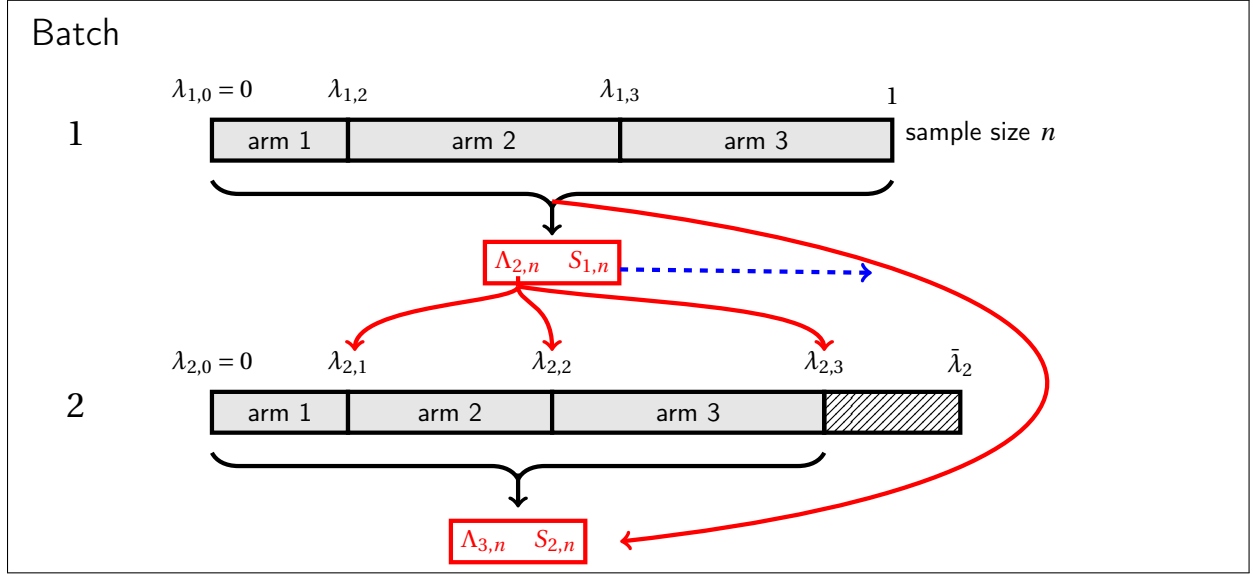 Batch
λ1,0 = 0 λ1,2 λ1,3 1
1 arm 1 arm 2 arm 3 sample size n
Λ2,n S1,n
λ2,0 = 0 λ2,1 λ2,2 λ2,3 λ̄2
2 arm 1 arm 2 arm 3
Λ3,n S2,n